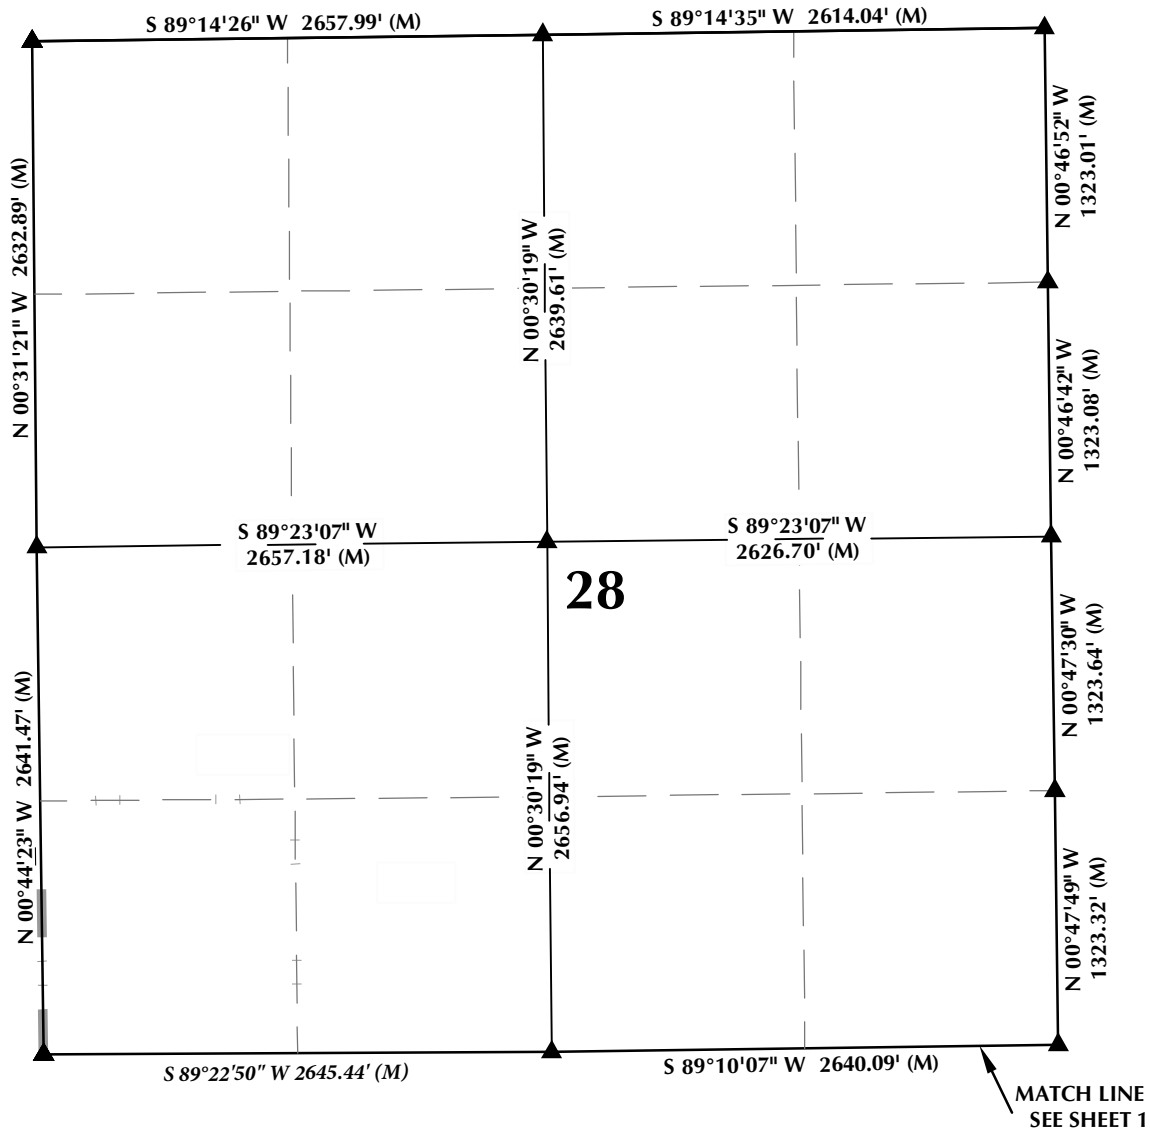 S 89°14'26" W 2657.99' (M)
S 89°14'35" W 2614.04' (M)
N 00°31'21" W 2632.89' (M)
N 00°30'19" W
2639.61' (M)
N 00°46'52" W
1323.01' (M)
N 00°46'42" W
1323.08' (M)
S 89°23'07" W
2657.18' (M)
S 89°23'07" W
2626.70' (M)
28
N 00°44'23" W 2641.47' (M)
N 00°30'19" W
2656.94' (M)
N 00°47'30" W
1323.64' (M)
N 00°47'49" W
1323.32' (M)
S 89°22'50" W 2645.44' (M)
S 89°10'07" W 2640.09' (M)
MATCH LINE
SEE SHEET 1